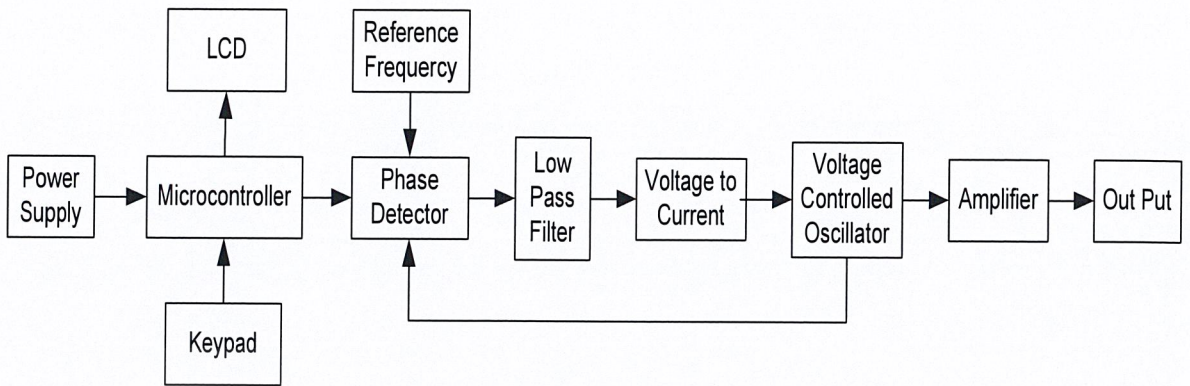 LCD
Reference
Frequercy
Power
Supply
Microcontroller
Phase
Detector
Low
Pass
Filter
Voltage to
Current
Voltage
Controlled
Oscillator
Amplifier
Out Put
Keypad